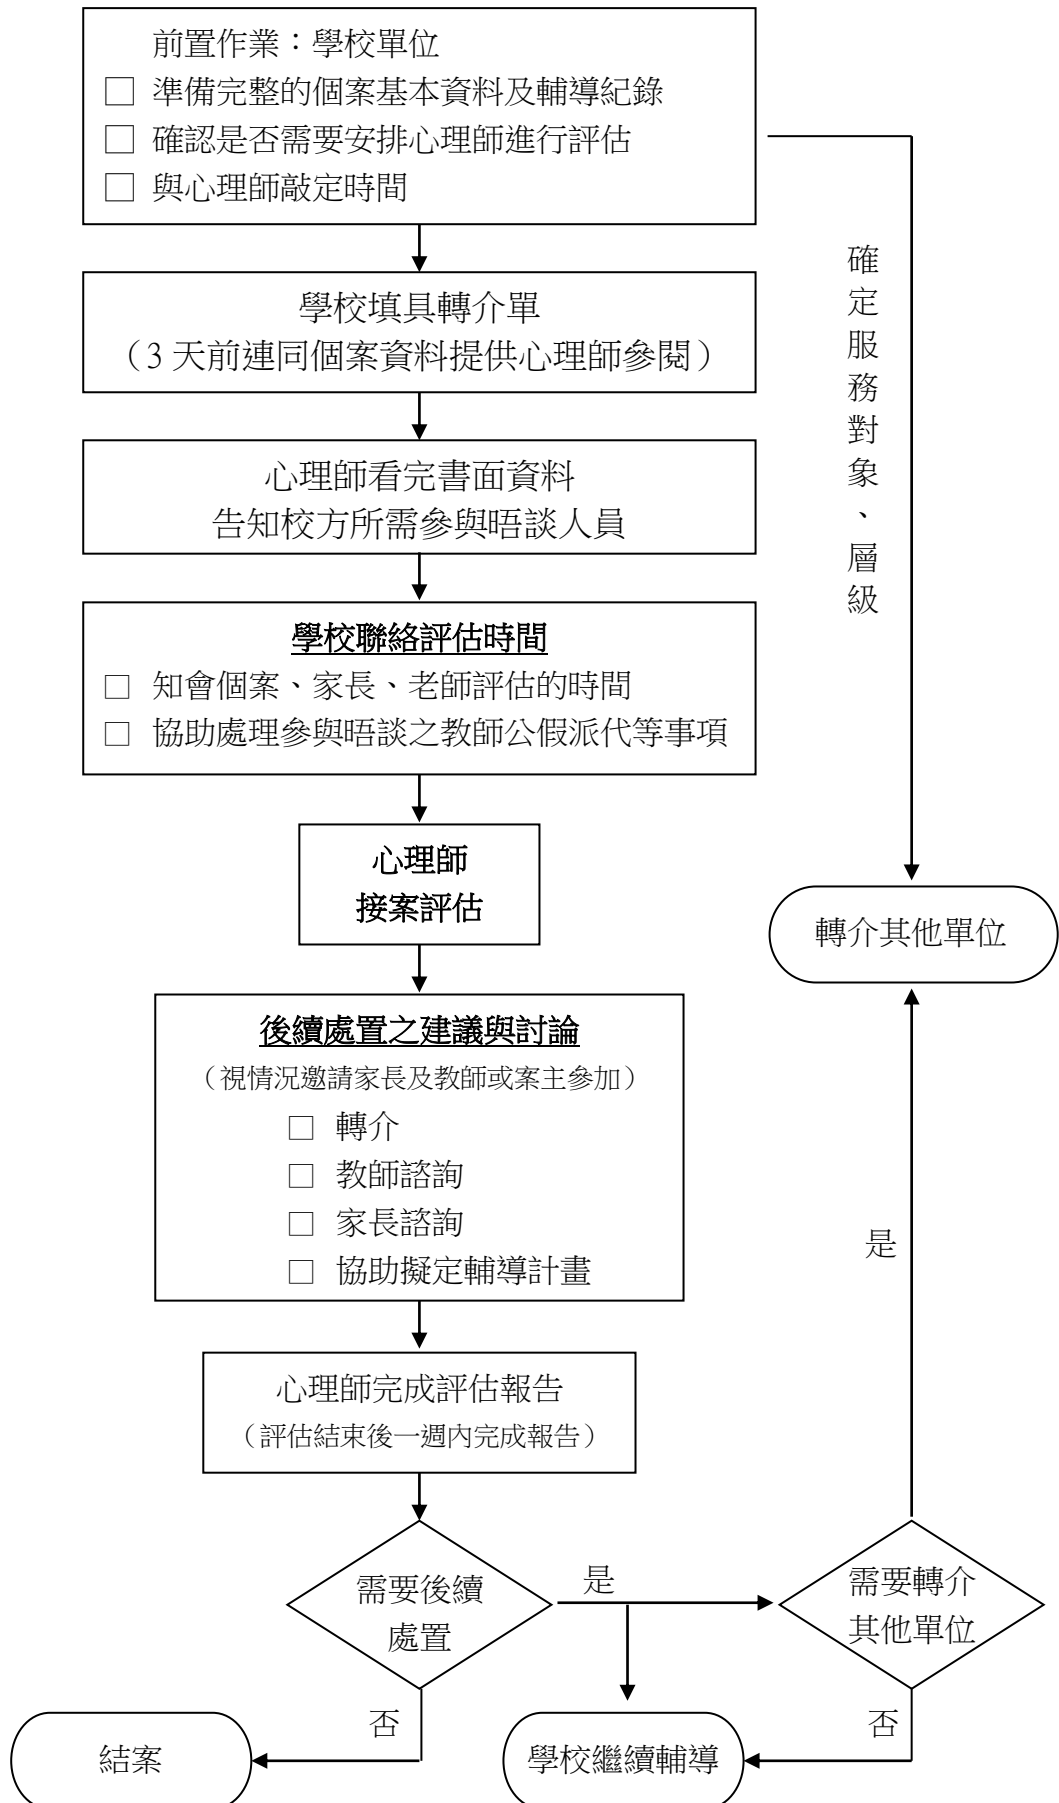 前置作業：學校單位
□ 準備完整的個案基本資料及輔導紀錄
□ 確認是否需要安排心理師進行評估
□ 與心理師敲定時間
學校填具轉介單
（3 天前連同個案資料提供心理師參閱）
心理師看完書面資料
告知校方所需參與晤談人員
學校聯絡評估時間
□ 知會個案、家長、老師評估的時間
□ 協助處理參與晤談之教師公假派代等事項
確定服務對象、層級
心理師
接案評估
轉介其他單位
後續處置之建議與討論
（視情況邀請家長及教師或案主參加）
□ 轉介
□ 教師諮詢
□ 家長諮詢
□ 協助擬定輔導計畫
是
心理師完成評估報告
（評估結束後一週內完成報告）
需要後續
處置
是
需要轉介
其他單位
否
否
結案
學校繼續輔導